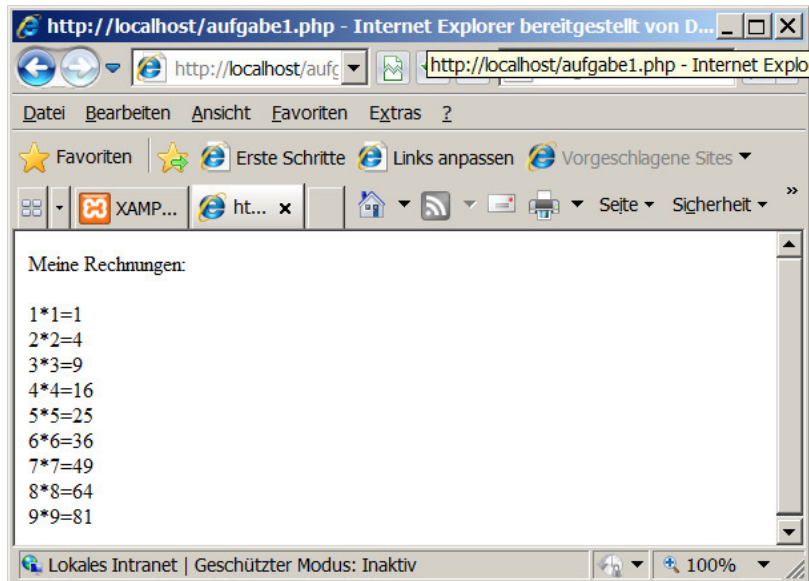 http://localhost/aufgabe1.php - Internet Explorer bereitgestellt von D...
http://localhost/aufg
http://localhost/aufgabe1.php - Internet Explo
Datei Bearbeiten Ansicht Favoriten Extras ?
Favoriten Erste Schritte Links anpassen Vorgeschlagene Sites
XAMP... ht... x Seite Sicherheit »
Meine Rechnungen:
1*1=1
2*2=4
3*3=9
4*4=16
5*5=25
6*6=36
7*7=49
8*8=64
9*9=81
Lokales Intranet | Geschützter Modus: Inaktiv 100%